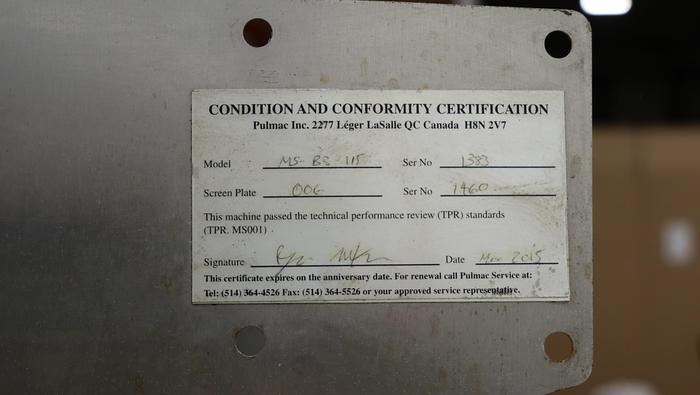 CONDITION AND CONFORMITY CERTIFICATION
Pulmac Inc. 2277 Léger LaSalle QC Canada H8N 2V7
Model MS- BS 115 Ser No 1383
Screen Plate 006 Ser No 1460
This machine passed the technical performance review (TPR) standards
(TPR. MS001)
Signature Date 2015
This certificate expires on the anniversary date. For renewal call Pulmac Service at:
Tel: (514) 364-4526 Fax: (514) 364-5526 or your approved service representative.